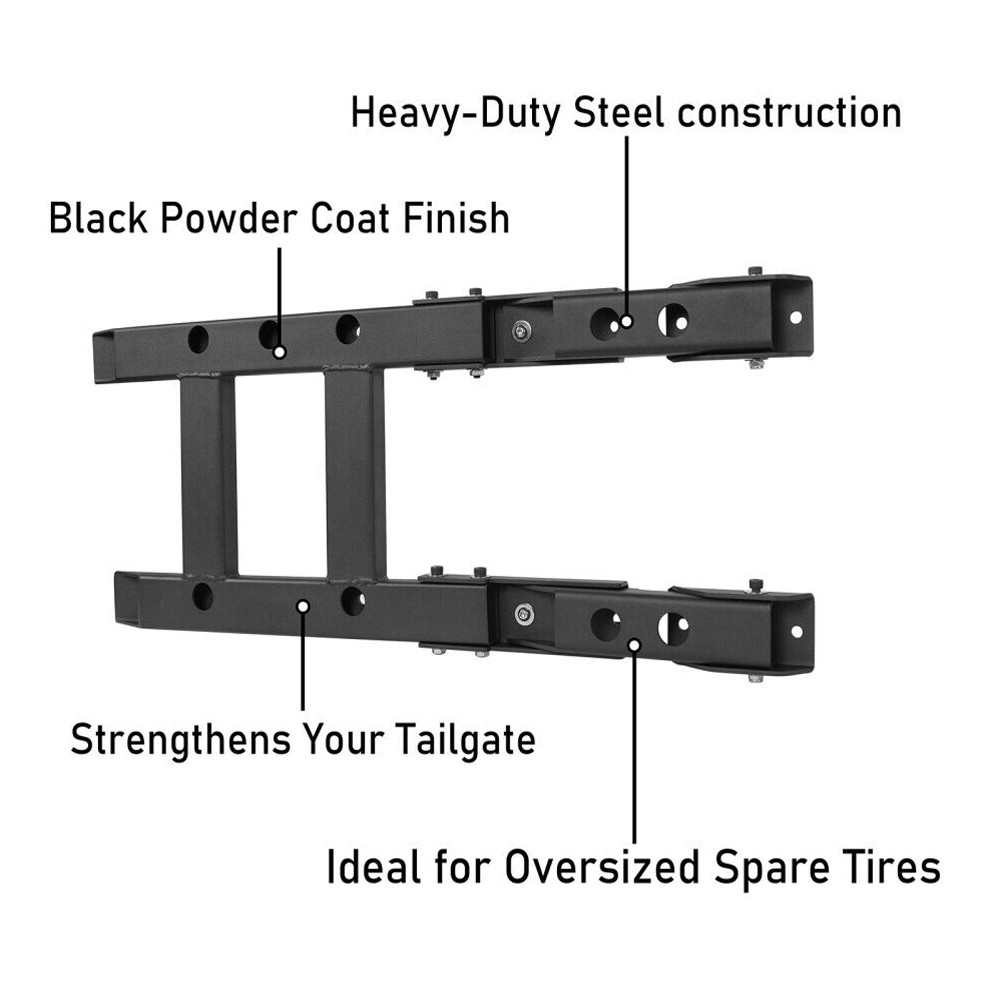 Heavy-Duty Steel construction
Black Powder Coat Finish
Strengthens Your Tailgate
Ideal for Oversized Spare Tires